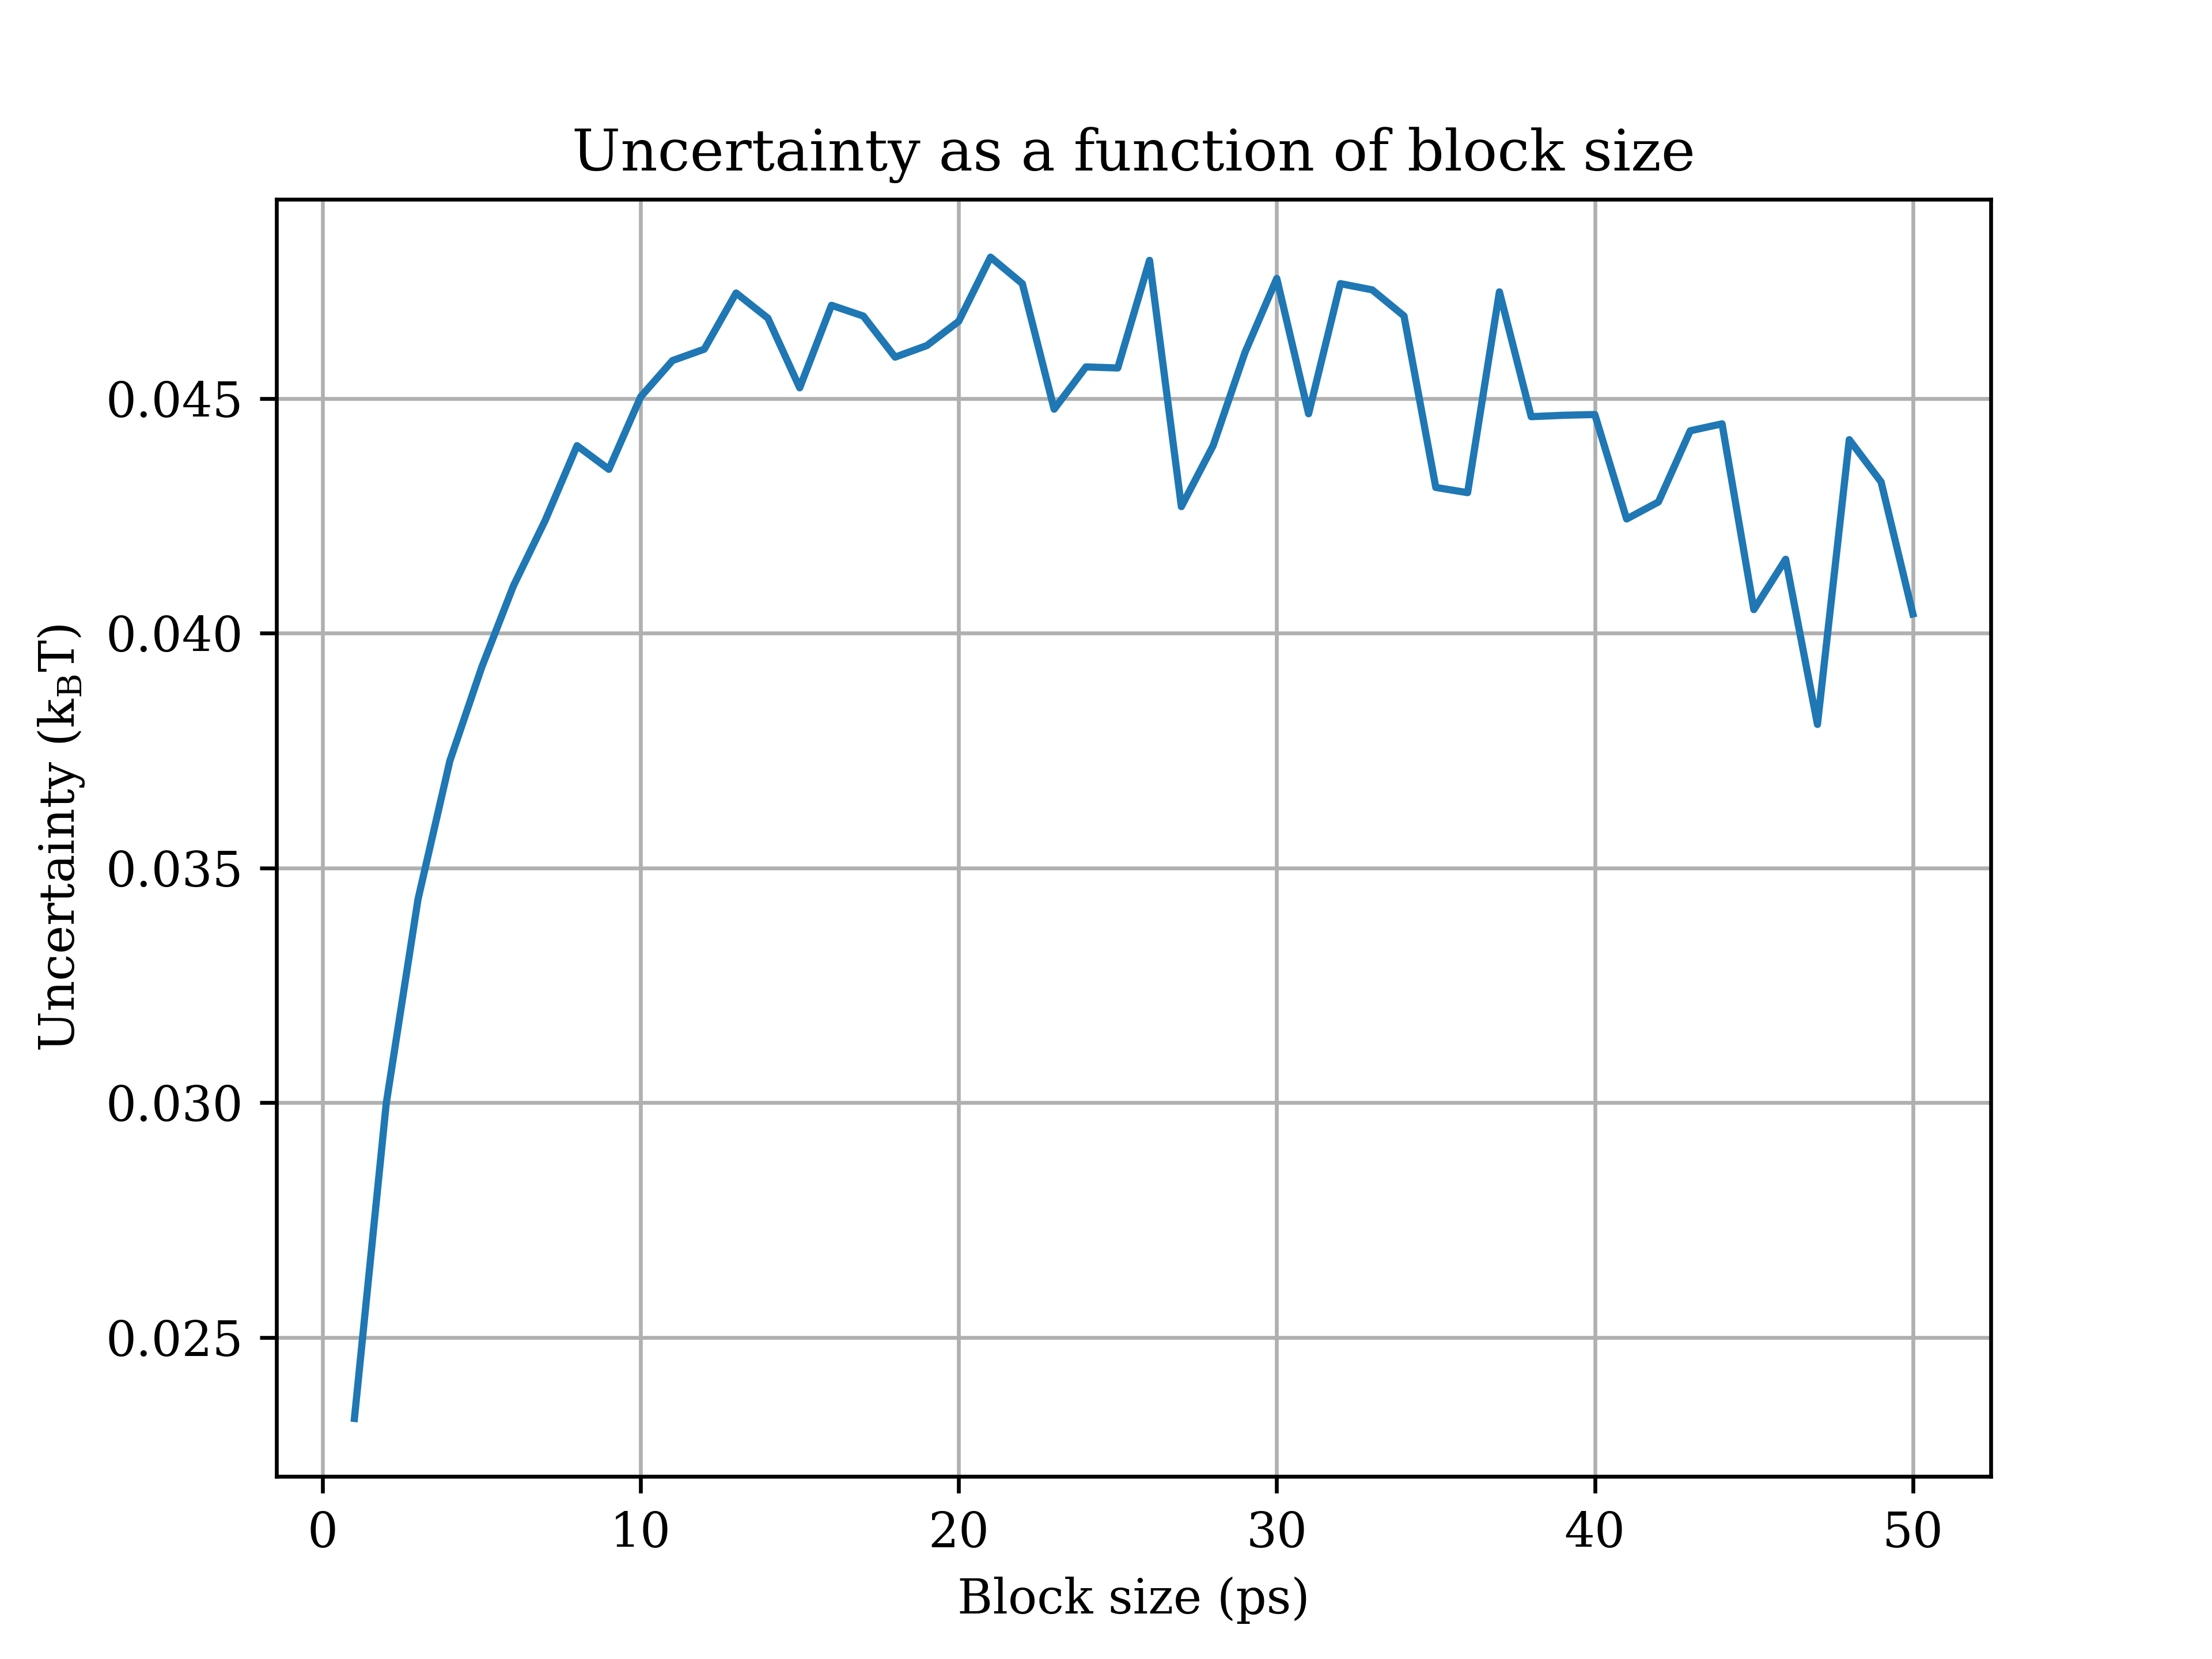 Uncertainty as a function of block size
Uncertainty (k_BT)
0.045
0.040
0.035
0.030
0.025
0 10 20 30 40 50
Block size (ps)